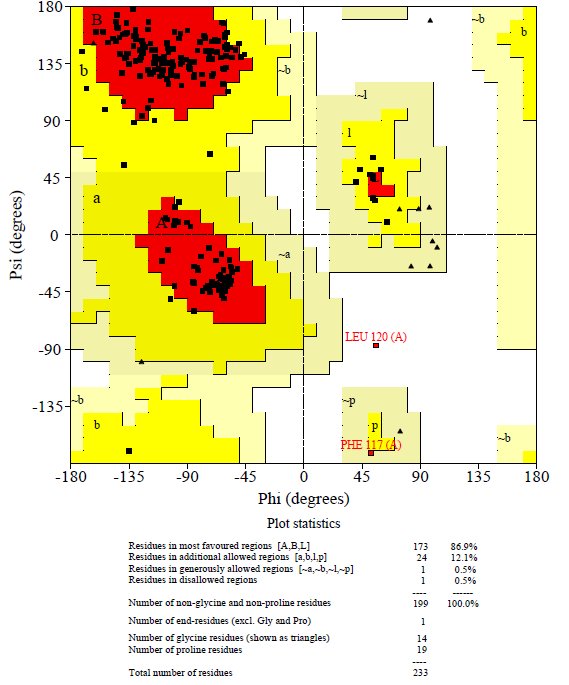 180
B
~b
b
135
b
~b
~l
90
l
45
a
A
0
~a
-45
-90
LEU 120 (A)
-135
~b
~p
b
p
~b
PHE 117 (A)
-180
-135
-90
-45
0
45
90
135
180
Psi (degrees)
Phi (degrees)
Plot statistics
Residues in most favoured regions [A,B,L] 173 86.9%
Residues in additional allowed regions [a,b,l,p] 24 12.1%
Residues in generously allowed regions [~a,~b,~l,~p] 1 0.5%
Residues in disallowed regions 1 0.5%
---- ------
Number of non-glycine and non-proline residues 199 100.0%
Number of end-residues (excl. Gly and Pro) 1
Number of glycine residues (shown as triangles) 14
Number of proline residues 19
----
Total number of residues 233